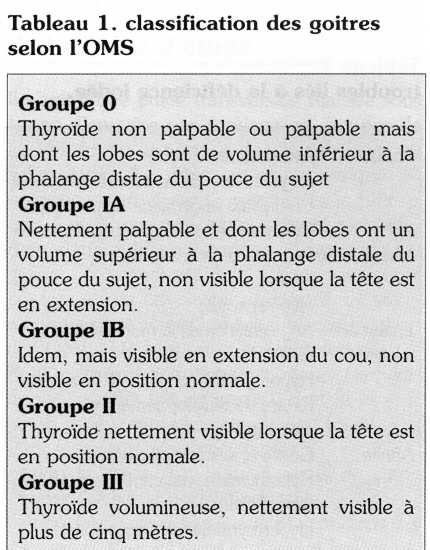 Tableau 1. classification des goitres
selon l'OMS
Groupe 0
Thyroïde non palpable ou palpable mais
dont les lobes sont de volume inférieur à la
phalange distale du pouce du sujet
Groupe IA
Nettement palpable et dont les lobes ont un
volume supérieur à la phalange distale du
pouce du sujet, non visible lorsque la tête est
en extension.
Groupe IB
Idem, mais visible en extension du cou, non
visible en position normale.
Groupe II
Thyroïde nettement visible lorsque la tête est
en position normale.
Groupe III
Thyroïde volumineuse, nettement visible à
plus de cinq mètres.